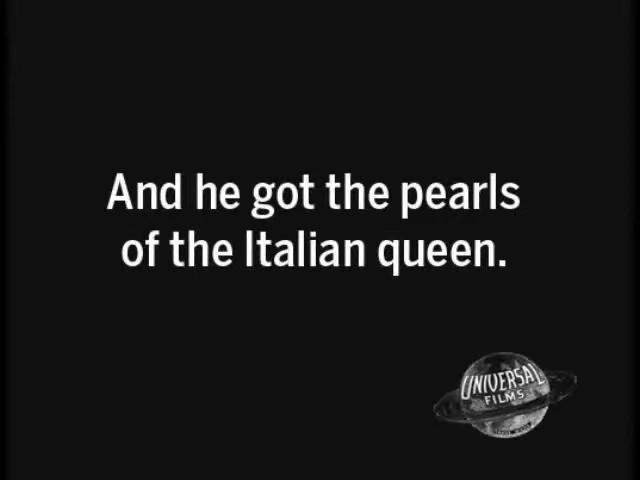 And he got the pearls
of the Italian queen.
UNIVERSAL
FILMS